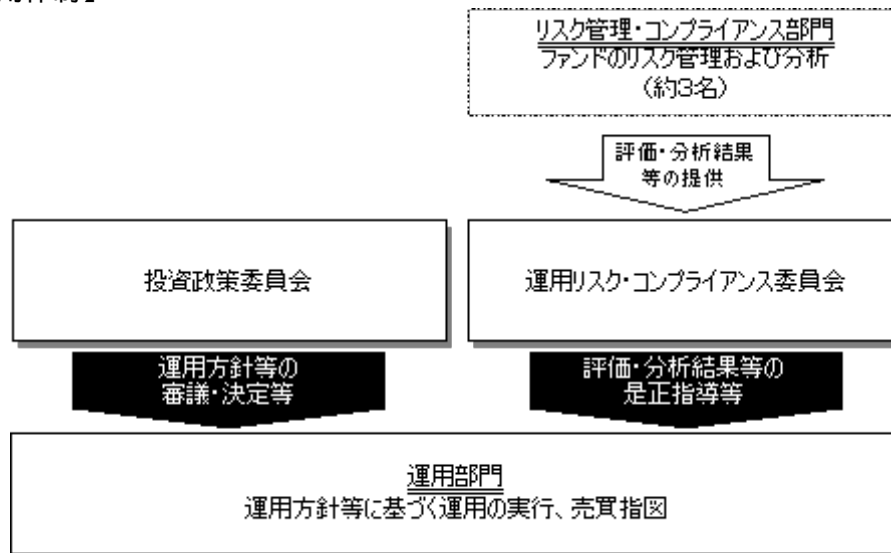 リスク管理・コンプライアンス部門
ファンドのリスク管理および分析
(約3名)
評価・分析結果
等の提供
投資政策委員会
運用リスク・コンプライアンス委員会
運用方針等の
審議・決定等
評価・分析結果等の
是正指導等
運用部門
運用方針等に基づく運用の実行、売買指図